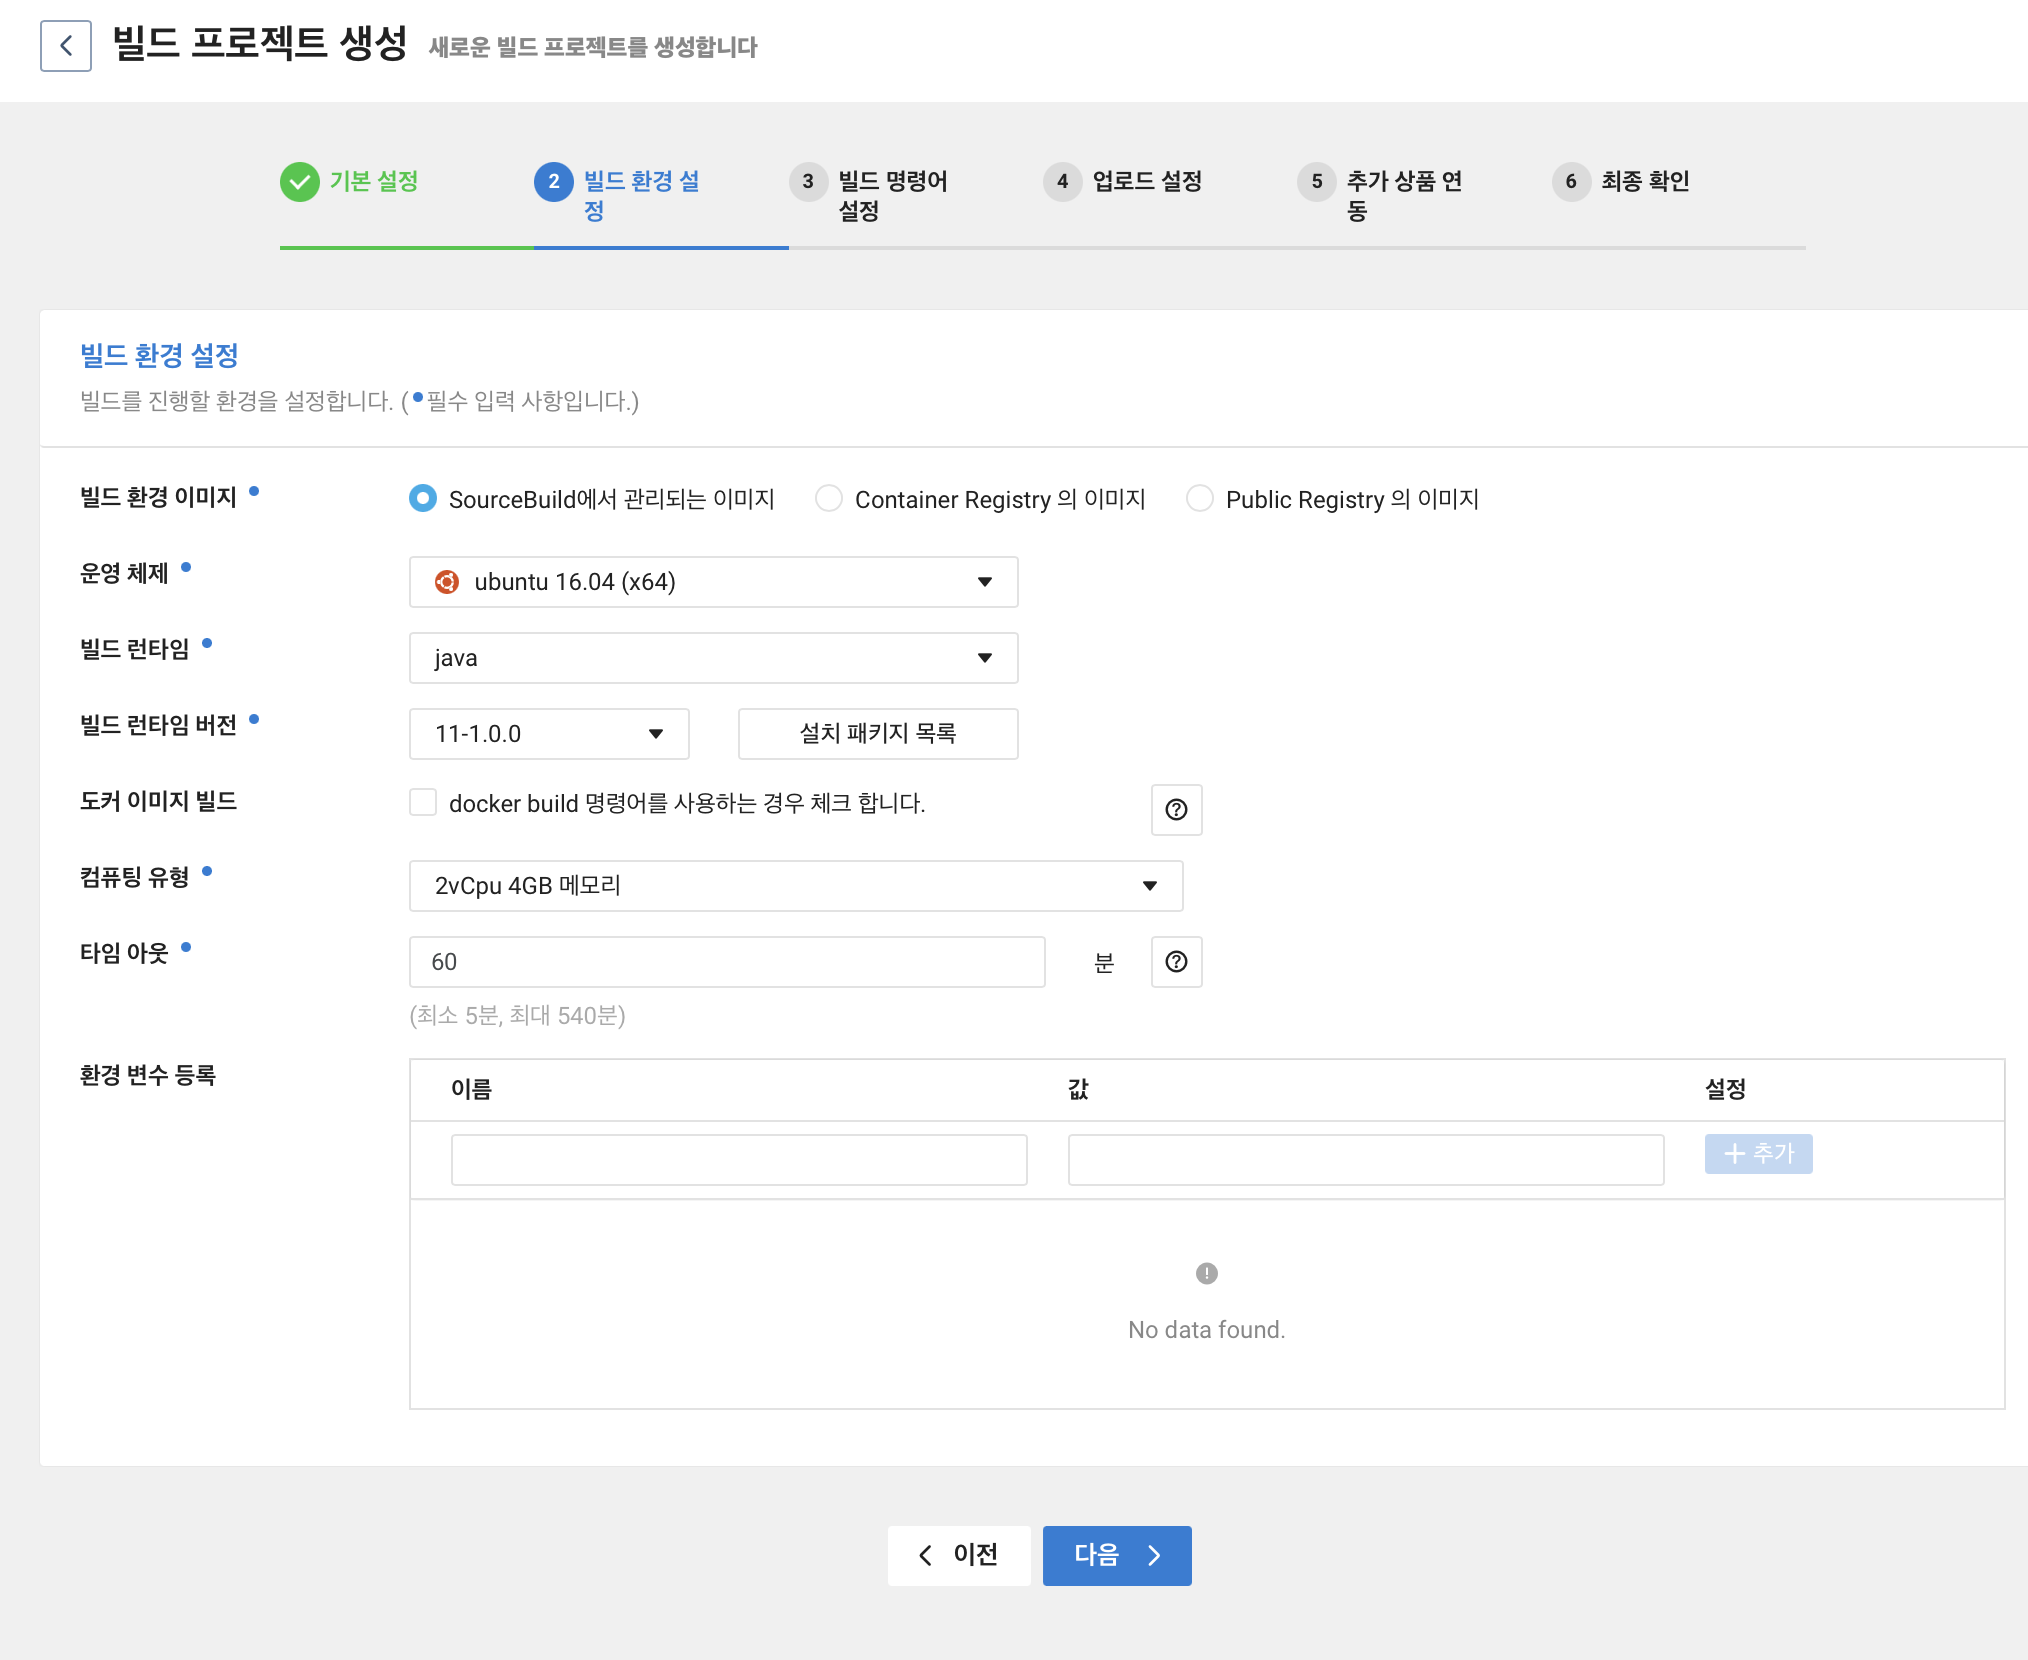 빌드 프로젝트 생성 새로운 빌드 프로젝트를 생성합니다
기본 설정
2 빌드 환경 설
정
3 빌드 명령어
설정
4 업로드 설정
5 추가 상품 연
동
6 최종 확인
빌드 환경 설정
빌드를 진행할 환경을 설정합니다. ( 필수 입력 사항입니다.)
빌드 환경 이미지 SourceBuild에서 관리되는 이미지 Container Registry 의 이미지 Public Registry 의 이미지
운영 체제 ubuntu 16.04 (x64)
빌드 런타임 java
빌드 런타임 버전 11-1.0.0 설치 패키지 목록
도커 이미지 빌드 docker build 명령어를 사용하는 경우 체크 합니다.
컴퓨팅 유형 2vCpu 4GB 메모리
타임 아웃 60 분
(최소 5분, 최대 540분)
환경 변수 등록 이름 값 설정
+ 추가
No data found.
이전 다음